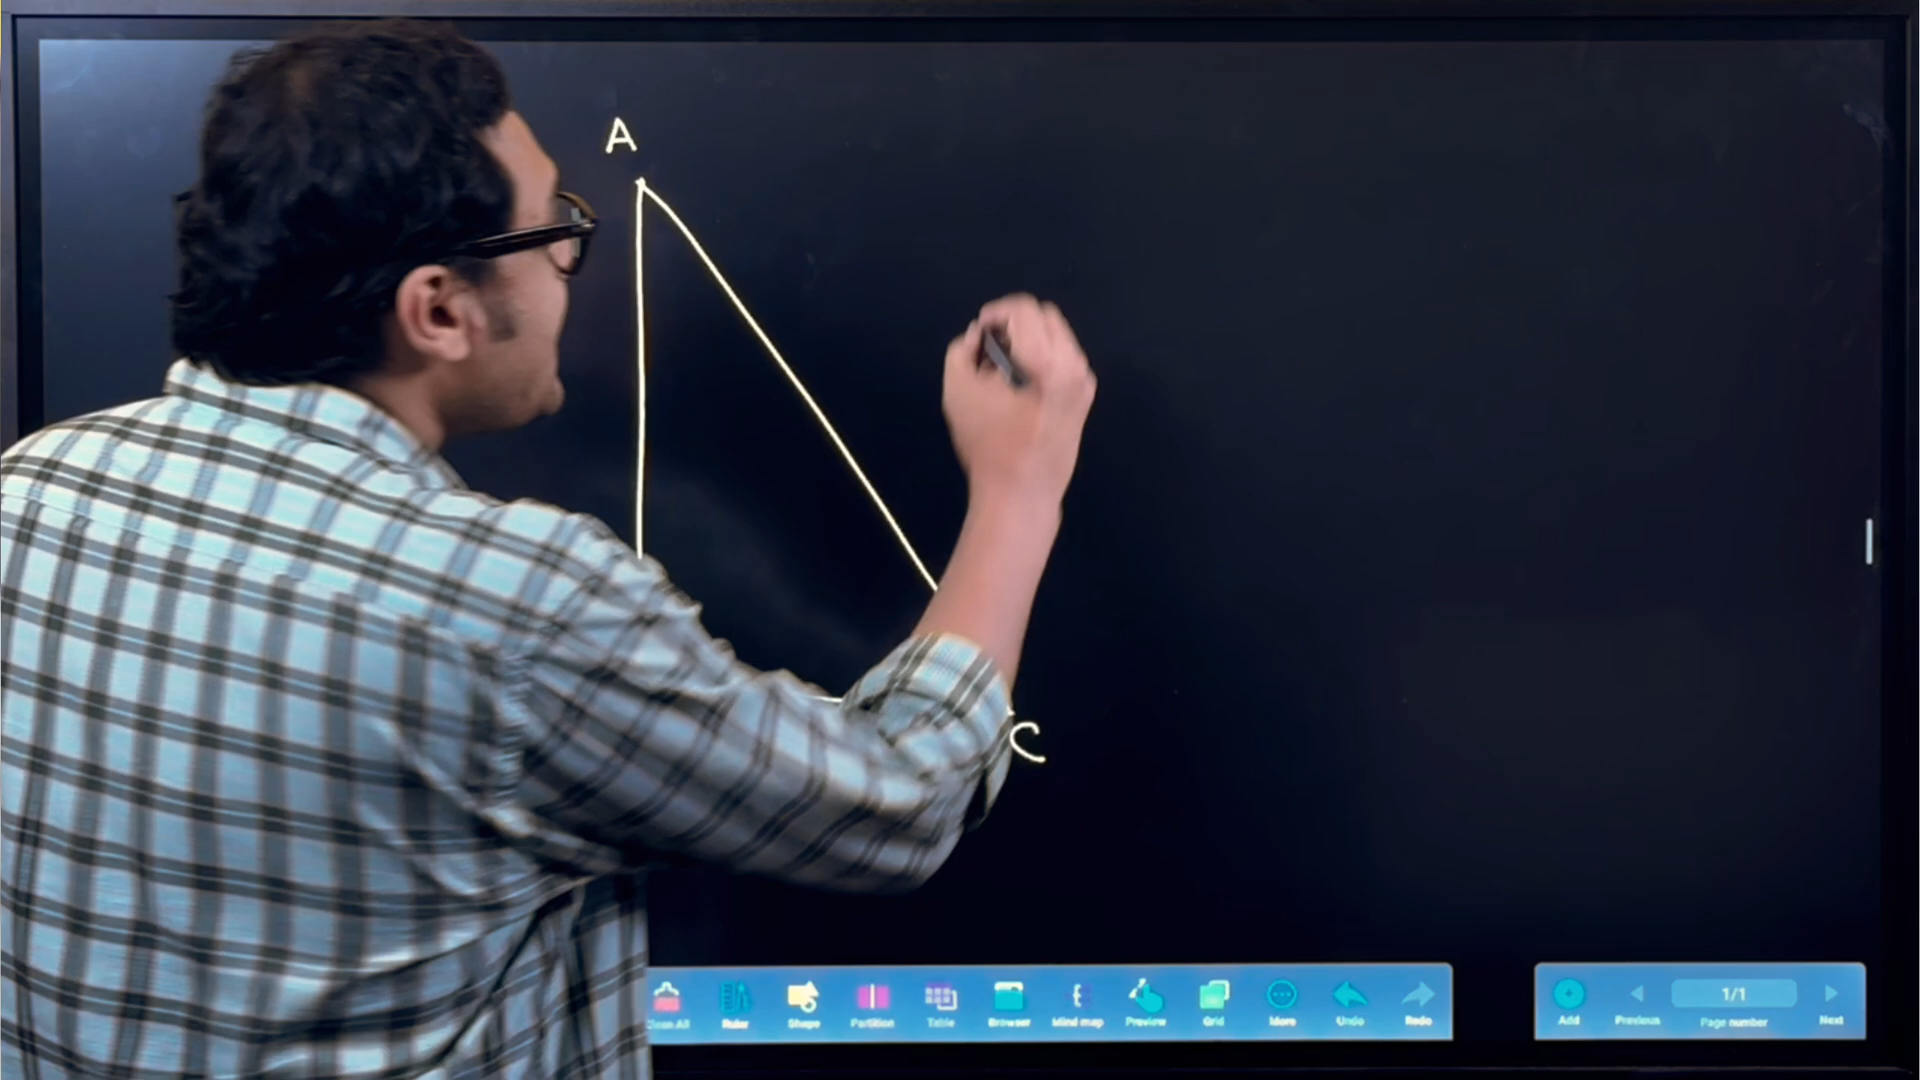 A
C
Clean All Ruler Shape Partition Table Browser Mind map Preview Grid More Undo Redo
Add Previous 1/1 Page number Next